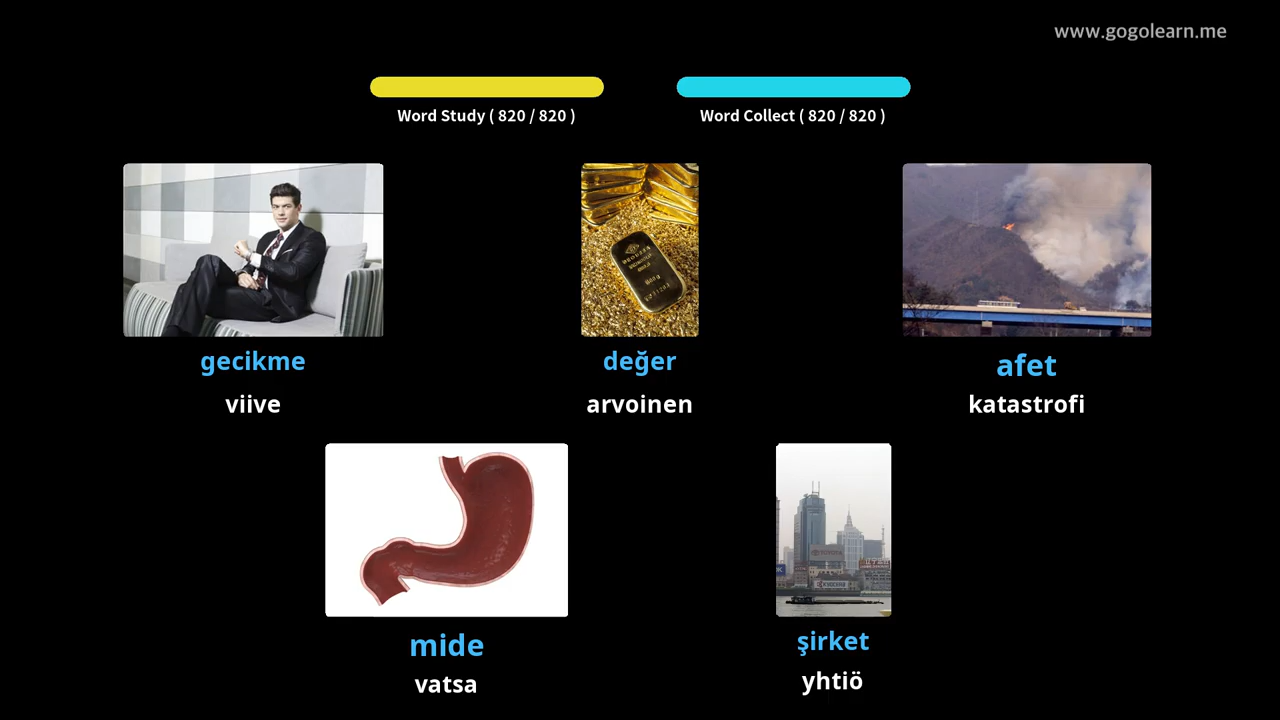 www.gogolearn.me
Word Study ( 820 / 820 )
Word Collect ( 820 / 820 )
gecikme
değer
afet
viive
arvoinen
katastrofi
mide
şirket
vatsa
yhtiö